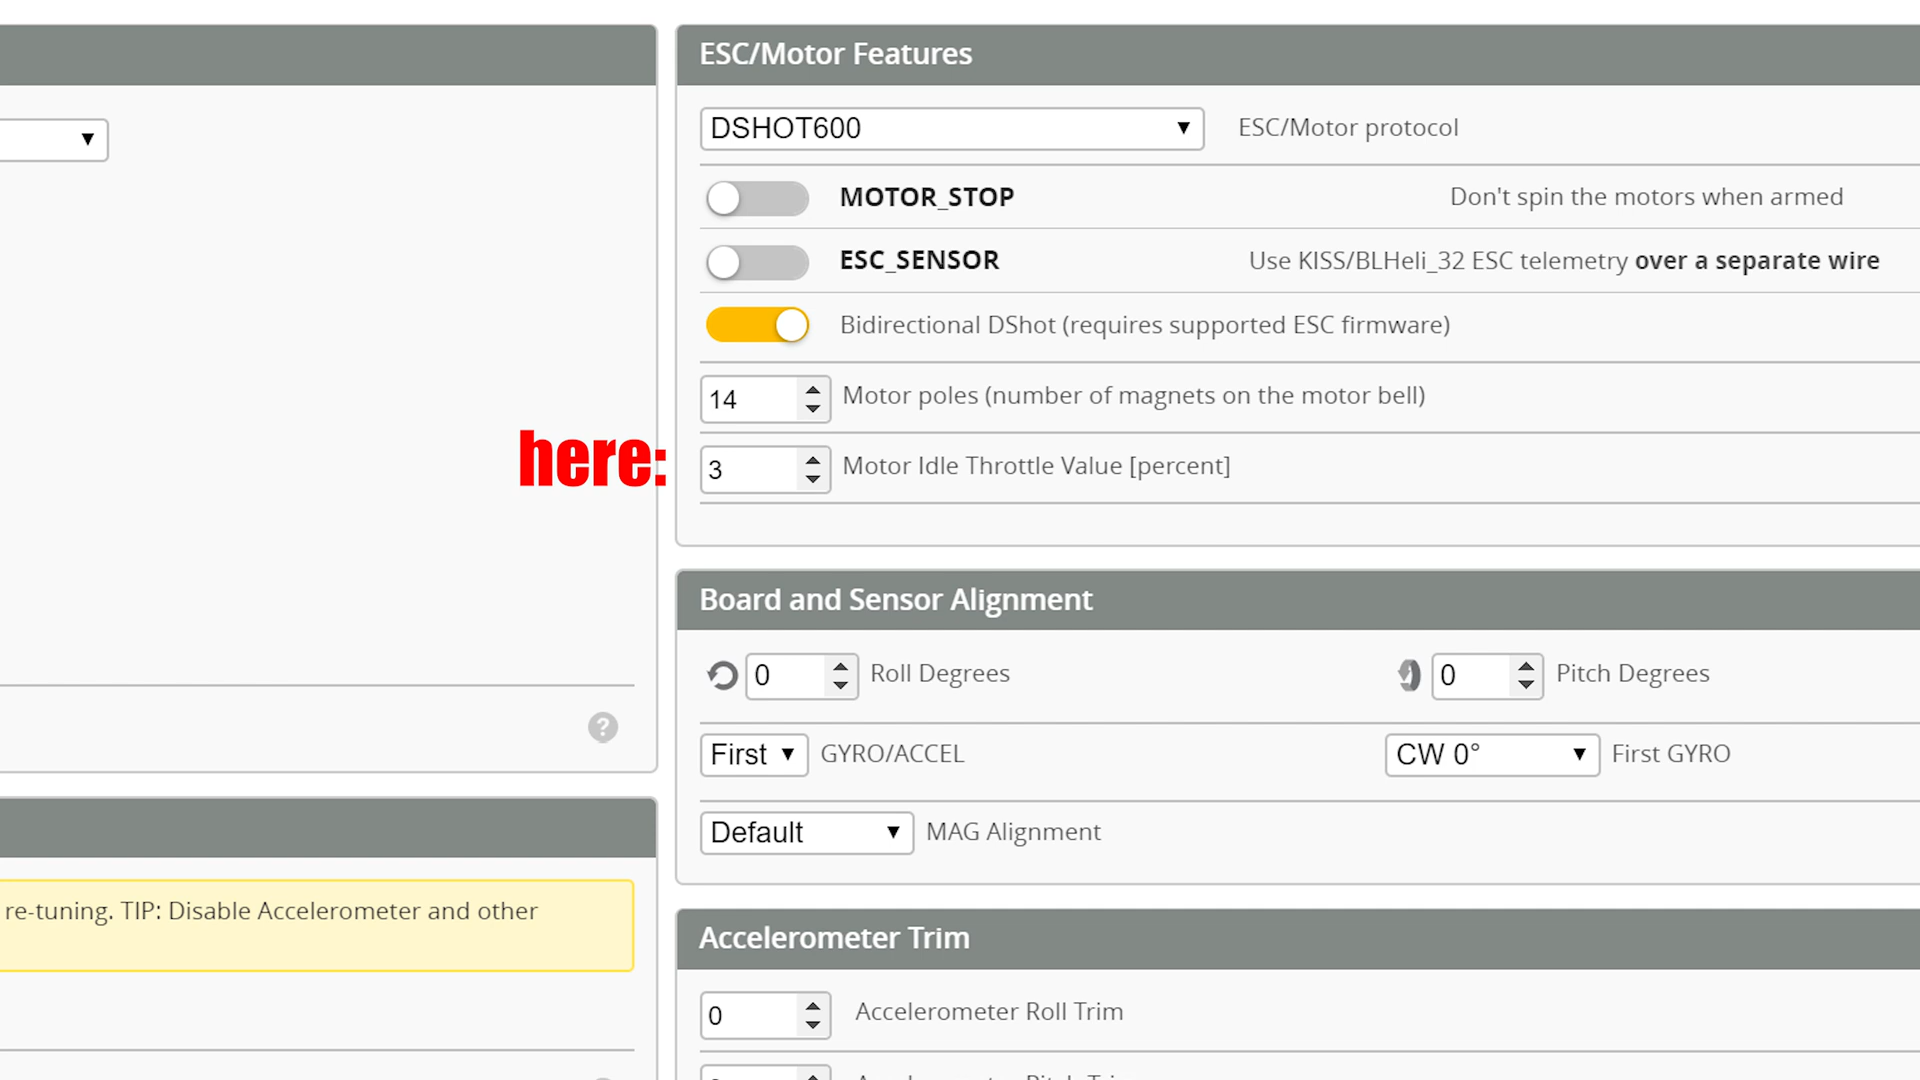 ESC/Motor Features
DSHOT600 ESC/Motor protocol
MOTOR_STOP Don't spin the motors when armed
ESC_SENSOR Use KISS/BLHeli_32 ESC telemetry over a separate wire
Bidirectional DShot (requires supported ESC firmware)
14 Motor poles (number of magnets on the motor bell)
here: 3 Motor Idle Throttle Value [percent]
Board and Sensor Alignment
0 Roll Degrees 0 Pitch Degrees
?
First GYRO/ACCEL CW 0° First GYRO
Default MAG Alignment
re-tuning. TIP: Disable Accelerometer and other
Accelerometer Trim
0 Accelerometer Roll Trim